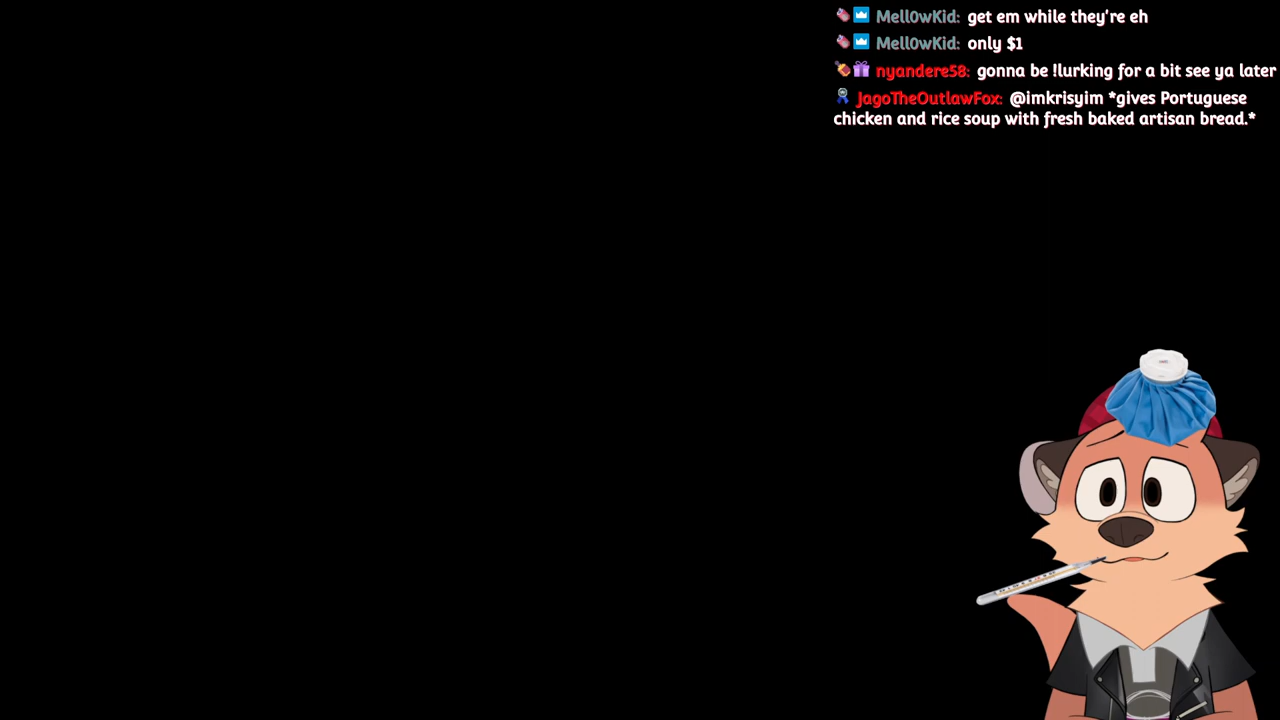 Mell0wKid: get em while they're eh
Mell0wKid: only $1
nyandere58: gonna be !lurking for a bit see ya later
JagoTheOutlawFox: @imkrisyim *gives Portuguese
chicken and rice soup with fresh baked artisan bread.*